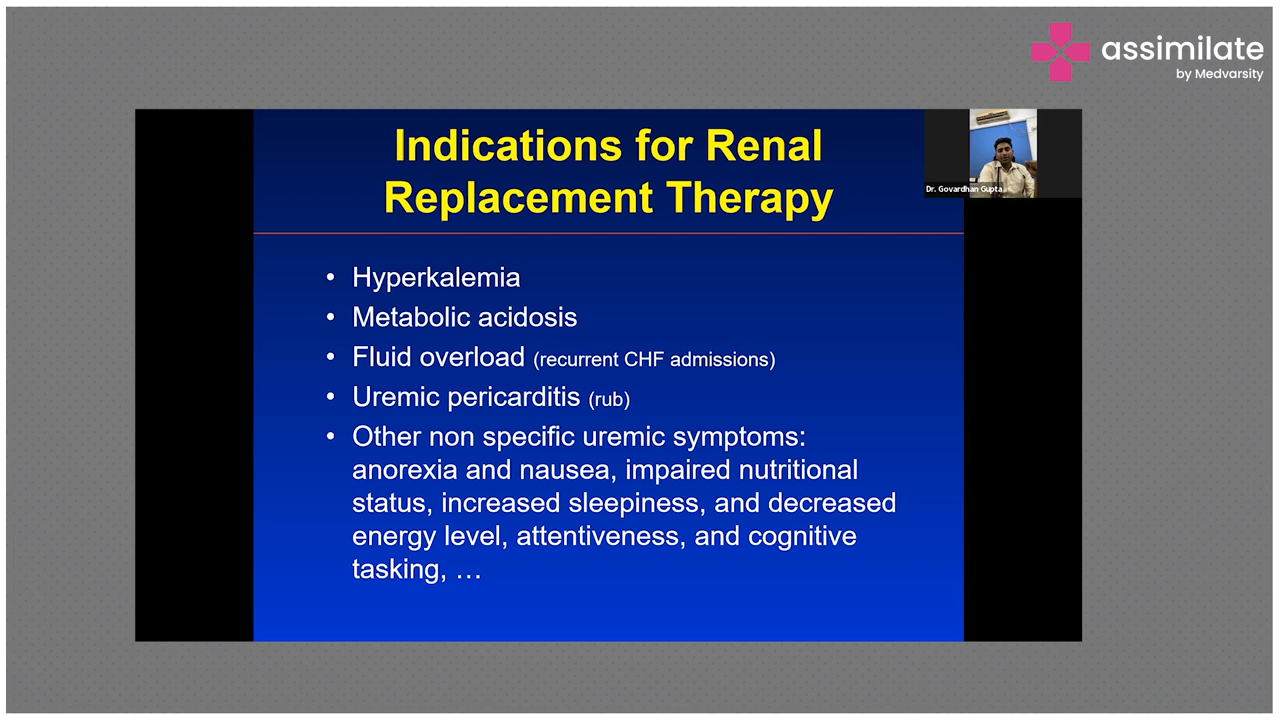 assimilate
by Medvarsity
Indications for Renal
Replacement Therapy
Dr. Govardhan Gupta
• Hyperkalemia
• Metabolic acidosis
• Fluid overload (recurrent CHF admissions)
• Uremic pericarditis (rub)
• Other non specific uremic symptoms:
anorexia and nausea, impaired nutritional
status, increased sleepiness, and decreased
energy level, attentiveness, and cognitive
tasking, …